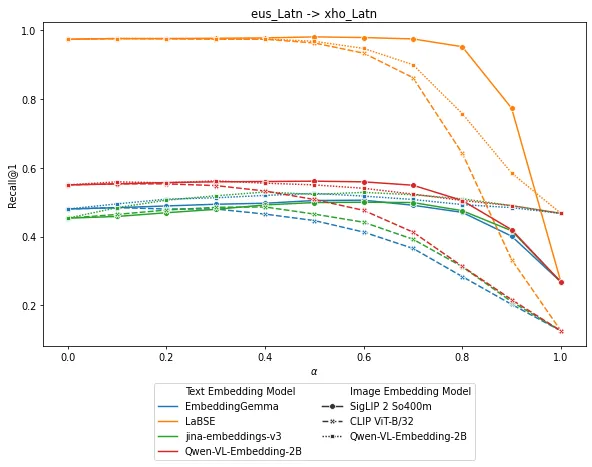 eus_Latn -> xho_Latn
1.0
0.8
0.6
0.4
0.2
Recall@1
0.0 0.2 0.4 0.6 0.8 1.0
α
Text Embedding Model
EmbeddingGemma
LaBSE
jina-embeddings-v3
Qwen-VL-Embedding-2B
Image Embedding Model
SigLIP 2 So400m
CLIP ViT-B/32
Qwen-VL-Embedding-2B